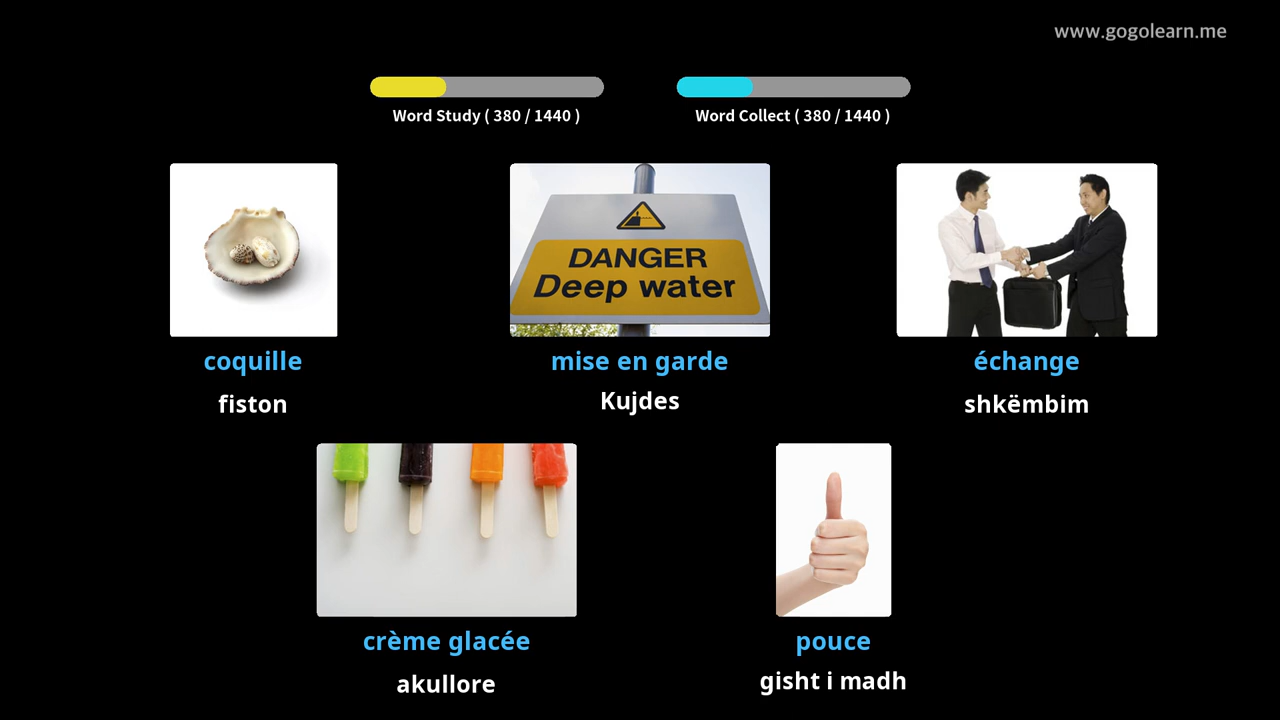 www.gogolearn.me
Word Study ( 380 / 1440 )
Word Collect ( 380 / 1440 )
DANGER
Deep water
coquille
fiston
mise en garde
Kujdes
échange
shkëmbim
crème glacée
akullore
pouce
gisht i madh